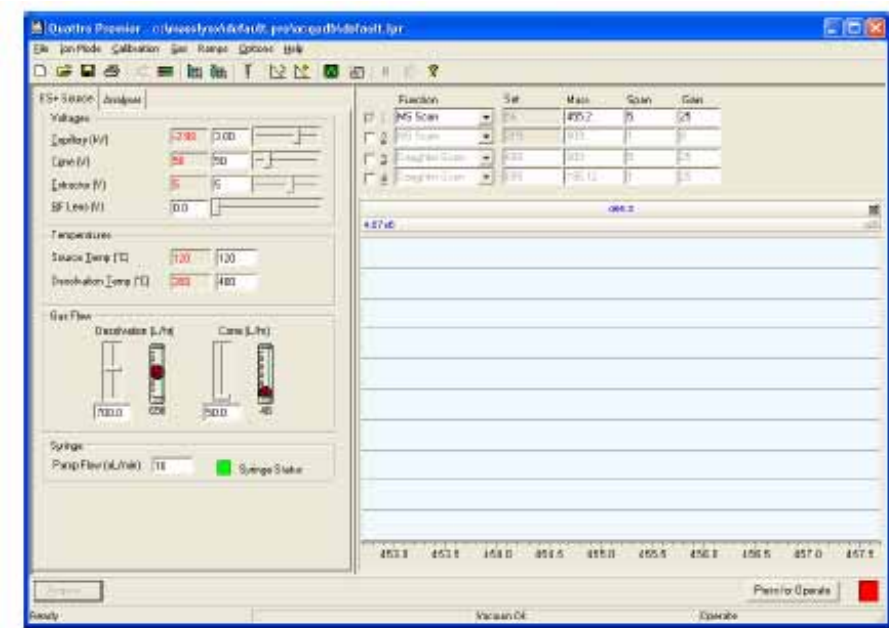 Quattro Premier - c:\masslynx\default.pro\acqudb\default.ipr
File Ion Mode Calibration Gas Ramps Options Help
ES+ Source Analyser
Voltages
Capillary (kV) 3.00
Cone (V) 50 50
Extractor (V) 5 5
RF Lens (V) 0.0
Temperatures
Source Temp (°C) 120 120
Desolvation Temp (°C) 400
Gas Flow
Desolvation (L/hr) Cone (L/hr)
700.0 50.0
Syringe
Pump Flow (uL/min) 10 Syringe Status
Function Set Mass Span Gain
1 MS Scan 455.2 5 25
2 MS Scan
3 Daughter Scan
4 Daughter Scan
453.0 453.5 454.0 454.5 455.0 455.5 456.0 456.5 457.0 457.5
Press for Operate
Ready Vacuum OK Operate